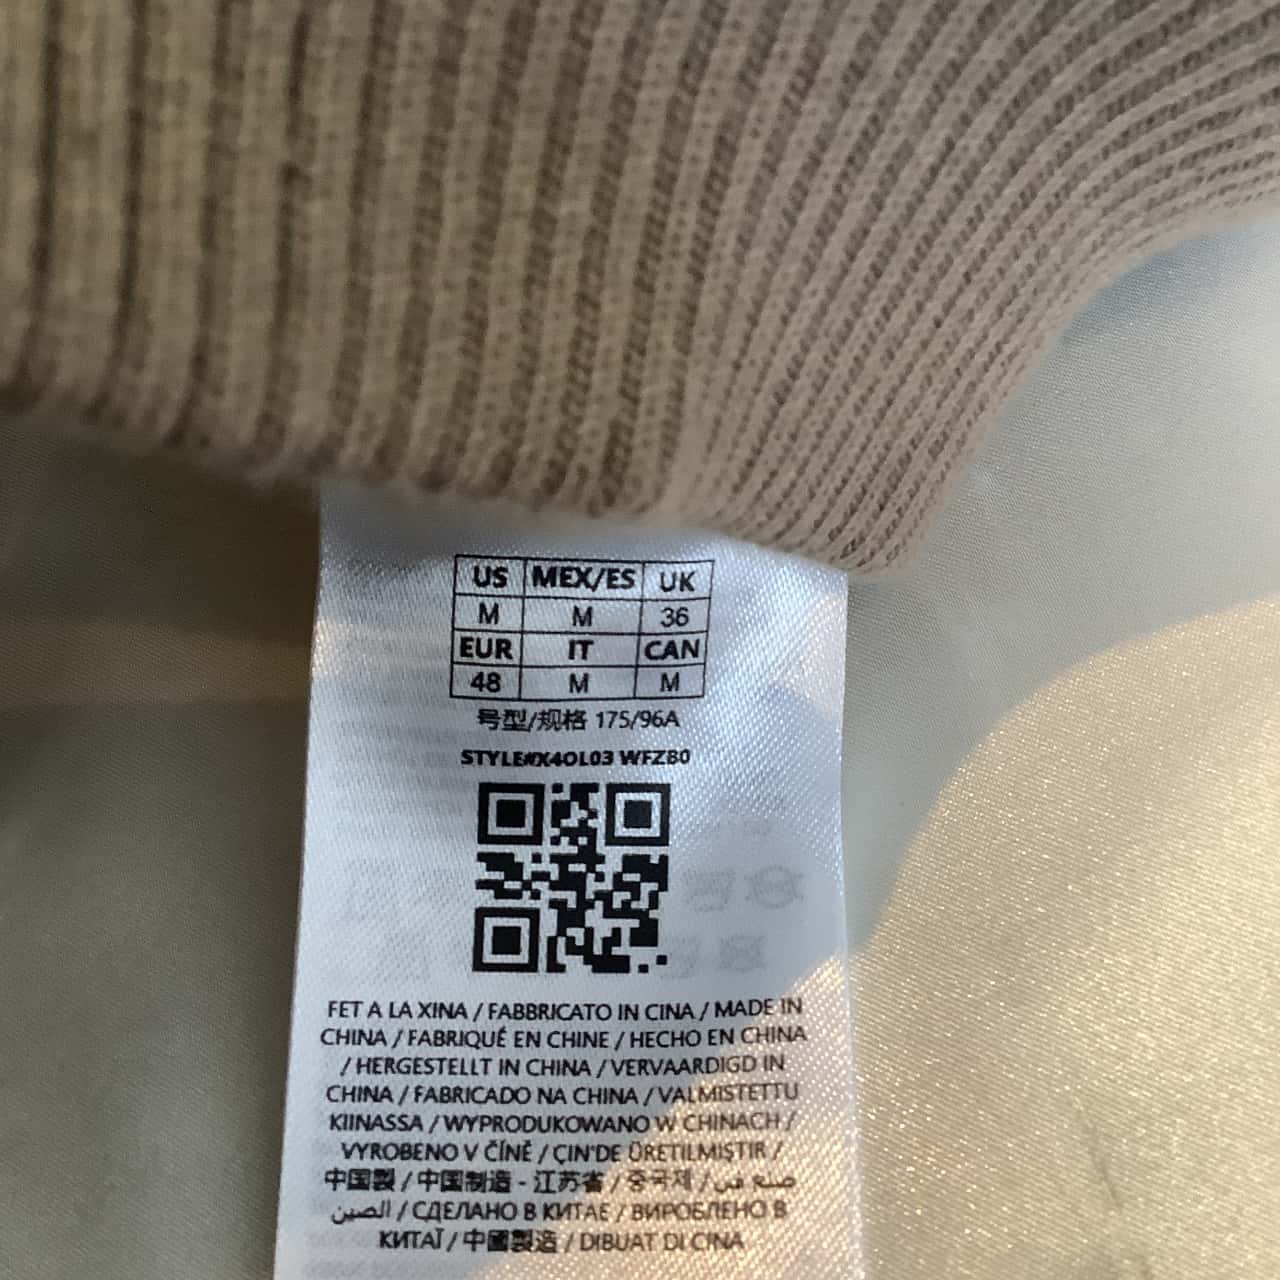 US MEX/ES UK
M M 36
EUR IT CAN
48 M M
号型/规格 175/96A
STYLE#X4OL03 WFZB0
FET A LA XINA / FABBRICATO IN CINA / MADE IN
CHINA / FABRIQUÉ EN CHINE / HECHO EN CHINA
/ HERGESTELLT IN CHINA / VERVAARDIGD IN
CHINA / FABRICADO NA CHINA / VALMISTETTU
KIINASSA / WYPRODUKOWANO W CHINACH /
VYROBENO V ČÍNĚ / ÇIN'DE ÜRETILMIŞTIR /
中国製 / 中国制造 - 江苏省 / 중국제 / صنع في
الصين / СДЕЛАНО В КИТАЕ / ВИРОБЛЕНО В
КИТАЇ / 中國製造 / DIBUAT DI CINA